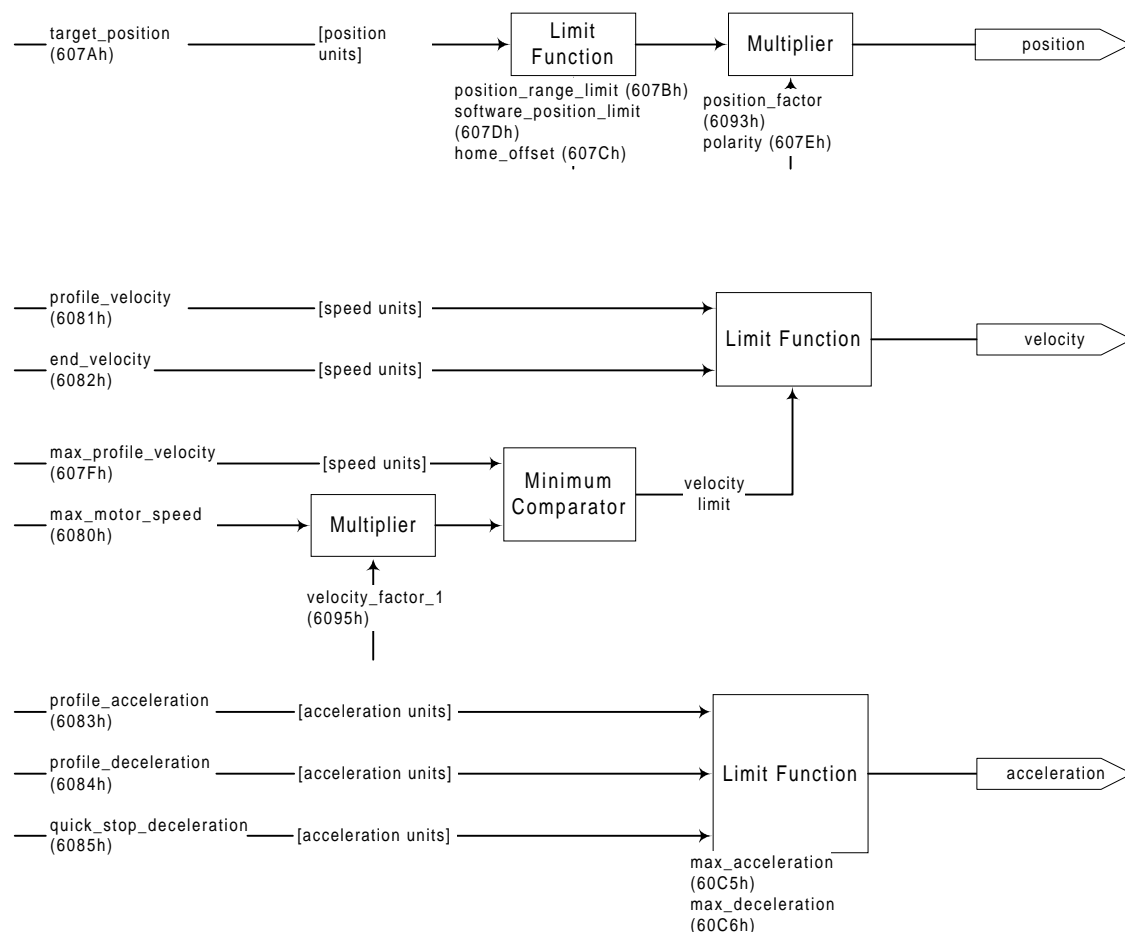 target_position
(607Ah)
[position
units]
Limit
Function
Multiplier
position
position_range_limit (607Bh)
software_position_limit
(607Dh)
home_offset (607Ch)
position_factor
(6093h)
polarity (607Eh)
profile_velocity
(6081h)
[speed units]
Limit Function
velocity
end_velocity
(6082h)
[speed units]
max_profile_velocity
(607Fh)
[speed units]
Minimum
Comparator
velocity
limit
max_motor_speed
(6080h)
Multiplier
velocity_factor_1
(6095h)
profile_acceleration
(6083h)
[acceleration units]
profile_deceleration
(6084h)
[acceleration units]
Limit Function
acceleration
quick_stop_deceleration
(6085h)
[acceleration units]
max_acceleration
(60C5h)
max_deceleration
(60C6h)